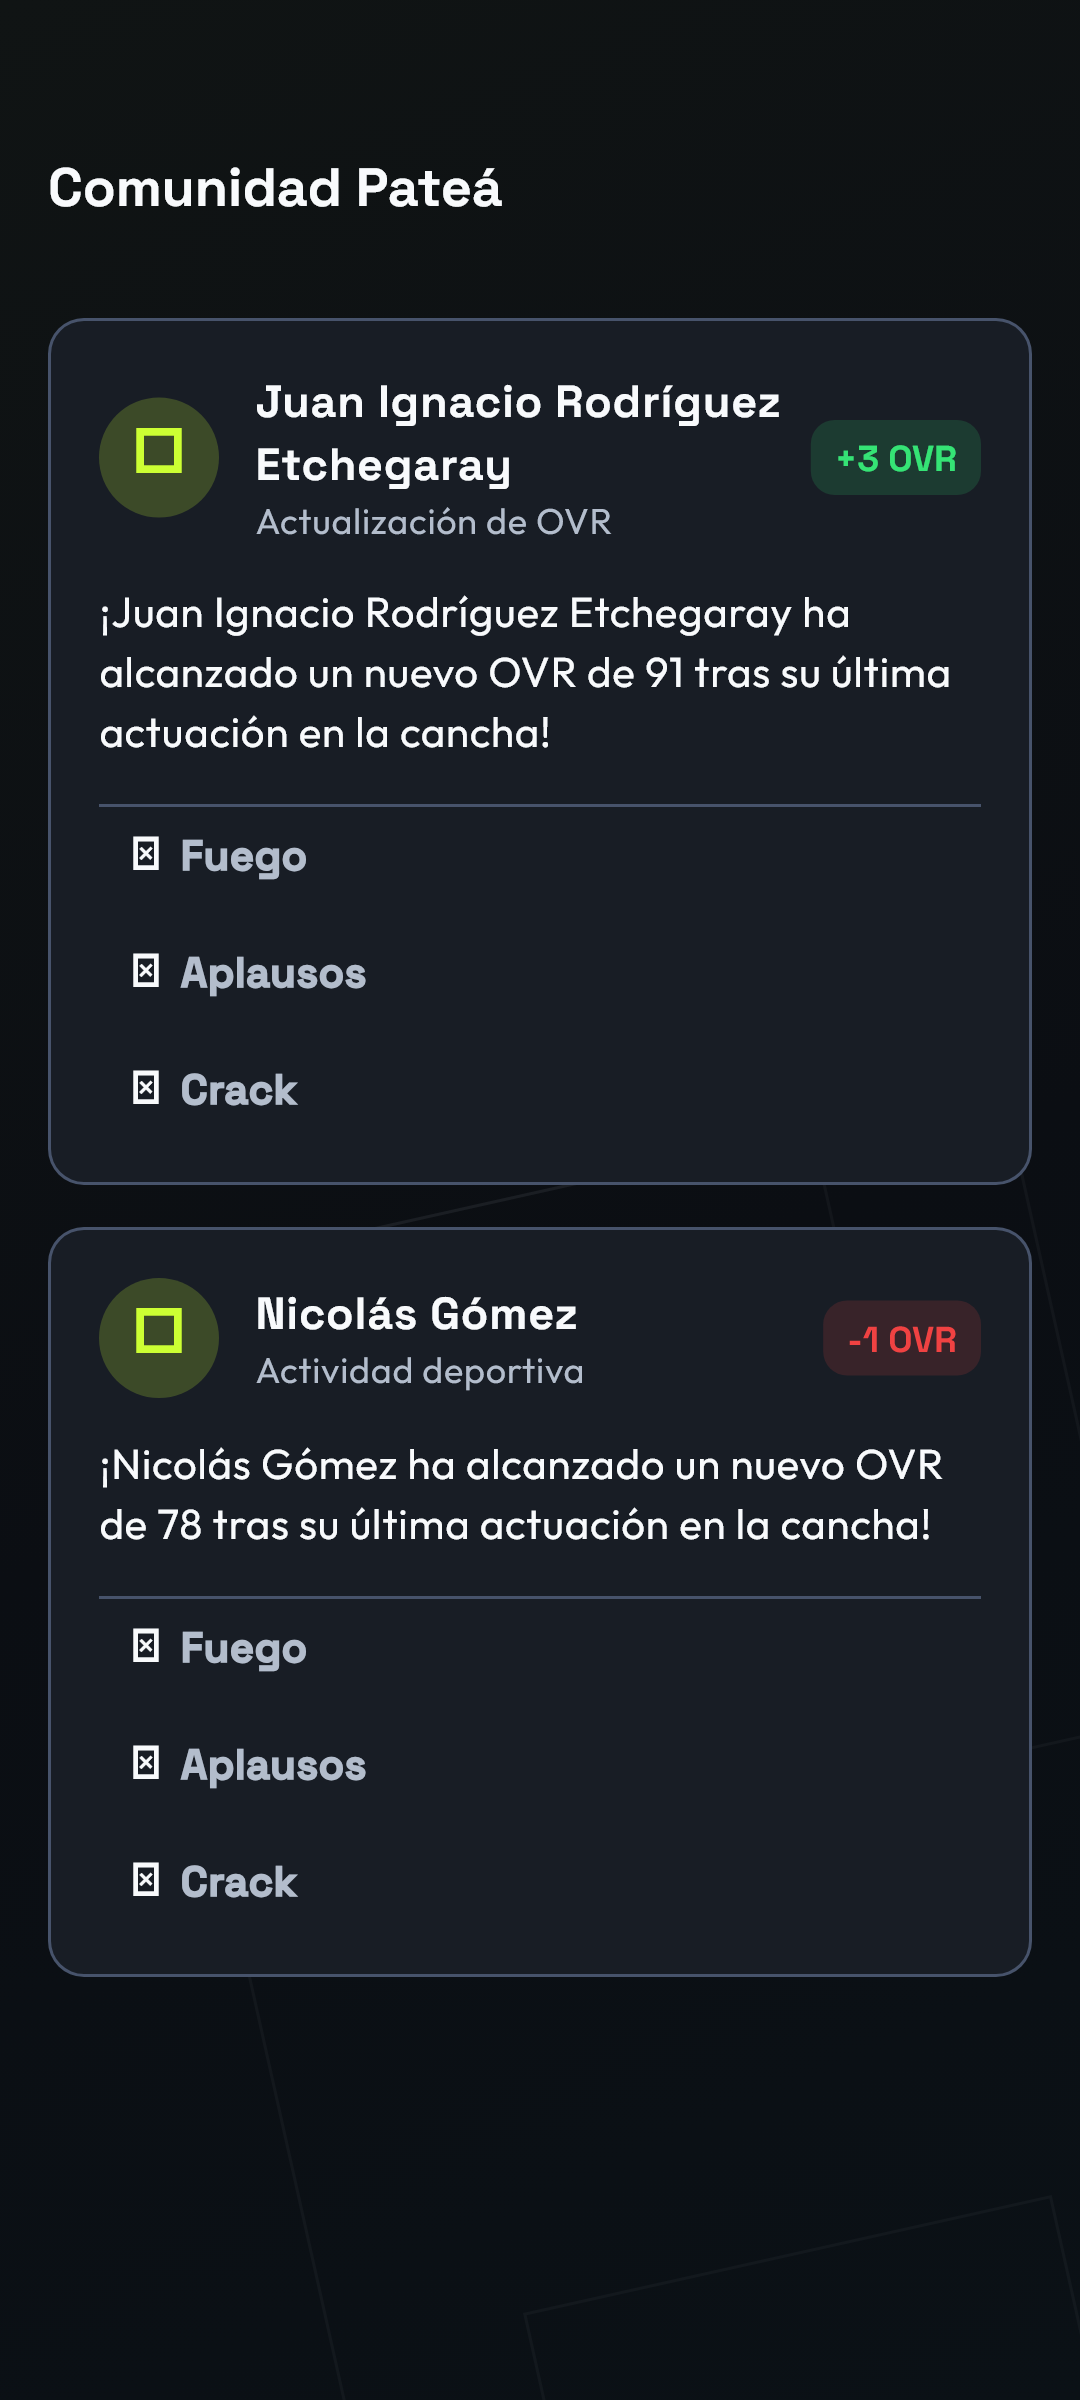 Comunidad Pateá
Juan Ignacio Rodríguez
Etchegaray
Actualización de OVR
+3 OVR
¡Juan Ignacio Rodríguez Etchegaray ha
alcanzado un nuevo OVR de 91 tras su última
actuación en la cancha!
Fuego
Aplausos
Crack
Nicolás Gómez
Actividad deportiva
-1 OVR
¡Nicolás Gómez ha alcanzado un nuevo OVR
de 78 tras su última actuación en la cancha!
Fuego
Aplausos
Crack